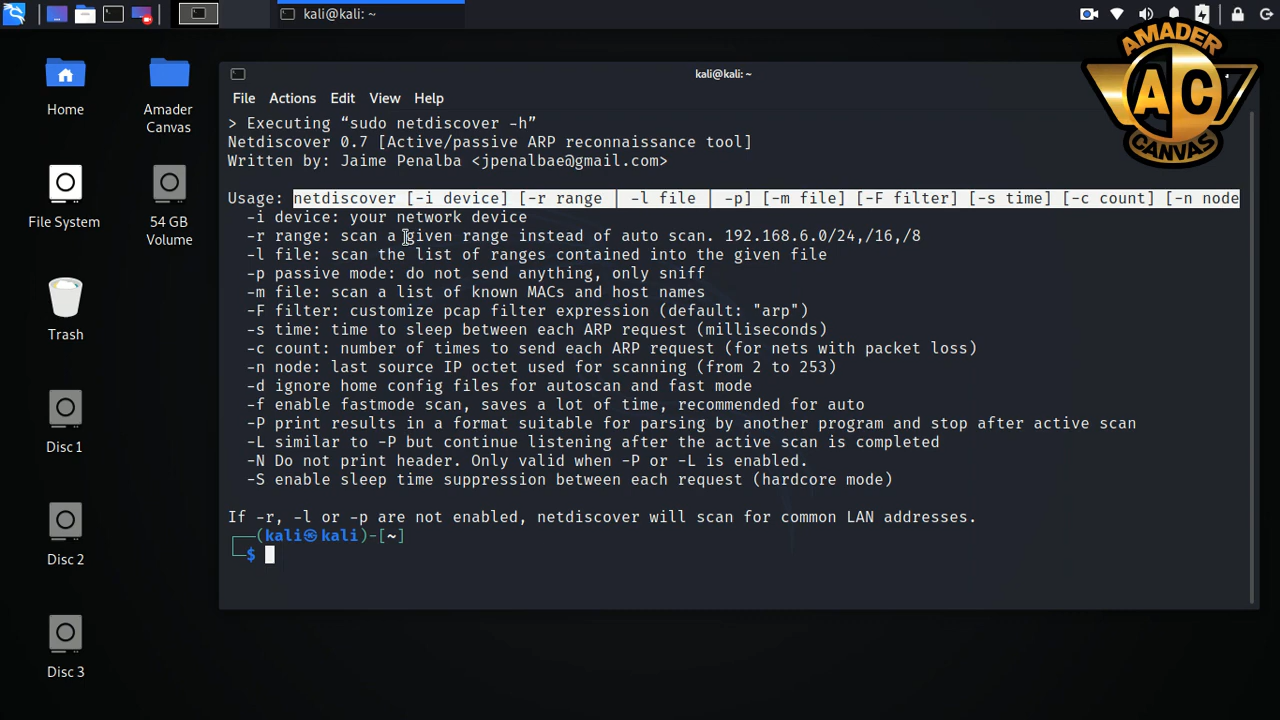 kali@kali: ~
Home
Amader
Canvas
File System
54 GB
Volume
Trash
Disc 1
Disc 2
Disc 3
kali@kali: ~
File Actions Edit View Help
> Executing “sudo netdiscover -h”
Netdiscover 0.7 [Active/passive ARP reconnaissance tool]
Written by: Jaime Penalba <jpenalbae@gmail.com>
Usage: netdiscover [-i device] [-r range | -l file | -p] [-m file] [-F filter] [-s time] [-c count] [-n node
-i device: your network device
-r range: scan a given range instead of auto scan. 192.168.6.0/24,/16,/8
-l file: scan the list of ranges contained into the given file
-p passive mode: do not send anything, only sniff
-m file: scan a list of known MACs and host names
-F filter: customize pcap filter expression (default: "arp")
-s time: time to sleep between each ARP request (milliseconds)
-c count: number of times to send each ARP request (for nets with packet loss)
-n node: last source IP octet used for scanning (from 2 to 253)
-d ignore home config files for autoscan and fast mode
-f enable fastmode scan, saves a lot of time, recommended for auto
-P print results in a format suitable for parsing by another program and stop after active scan
-L similar to -P but continue listening after the active scan is completed
-N Do not print header. Only valid when -P or -L is enabled.
-S enable sleep time suppression between each request (hardcore mode)
If -r, -l or -p are not enabled, netdiscover will scan for common LAN addresses.
┌──(kali㉿kali)-[~]
└─$
AMADER
AC
CANVAS